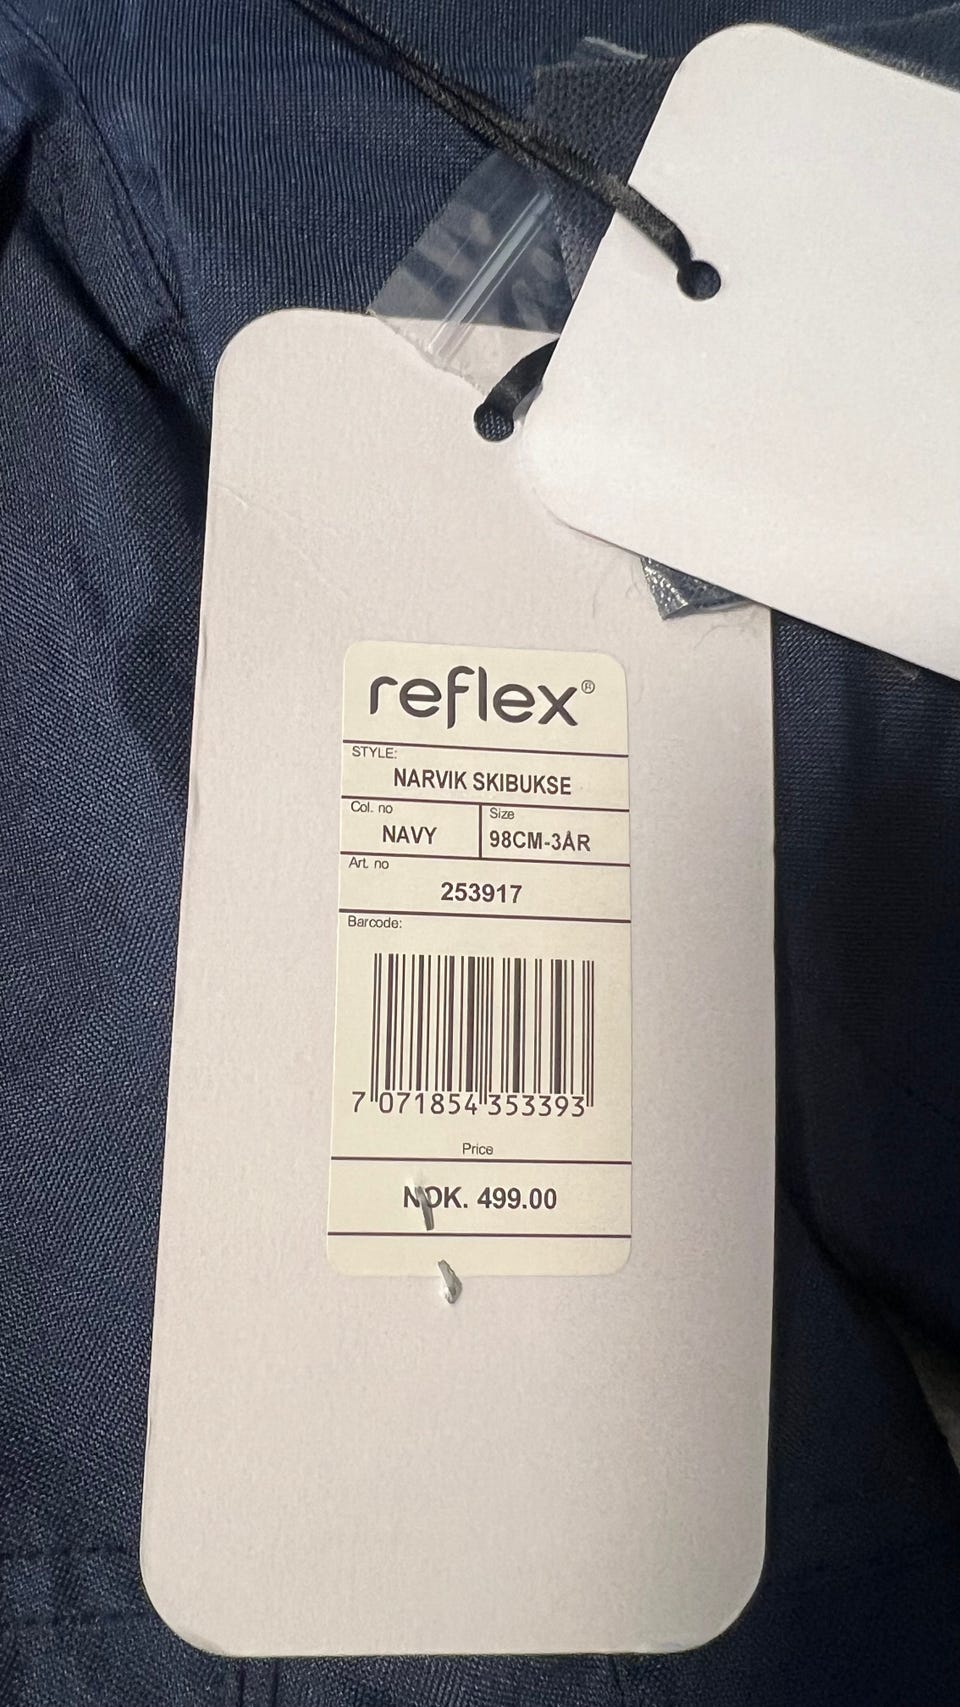 reflex®
STYLE:
NARVIK SKIBUKSE
Col. no Size
NAVY 98CM-3ÅR
Art. no
253917
Barcode:
7 071854 353393
Price
NOK. 499.00